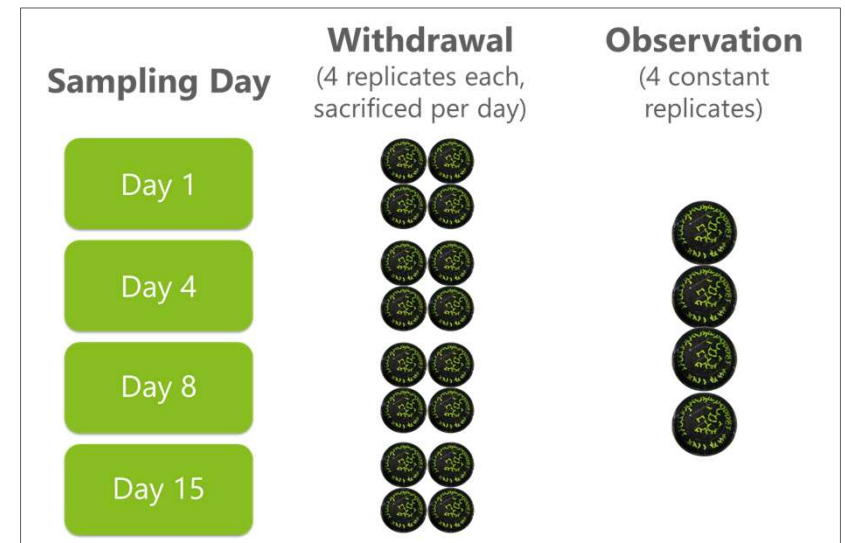 Sampling Day
Withdrawal
(4 replicates each,
sacrificed per day)
Observation
(4 constant
replicates)
Day 1
Day 4
Day 8
Day 15